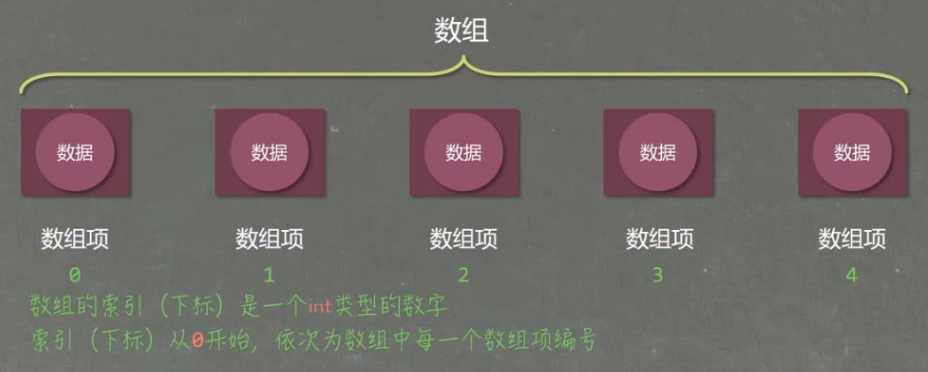 数组
数据 数据 数据 数据 数据
数组项 数组项 数组项 数组项 数组项
0 1 2 3 4
数组的索引（下标）是一个int类型的数字
索引（下标）从0开始，依次为数组中每一个数组项编号